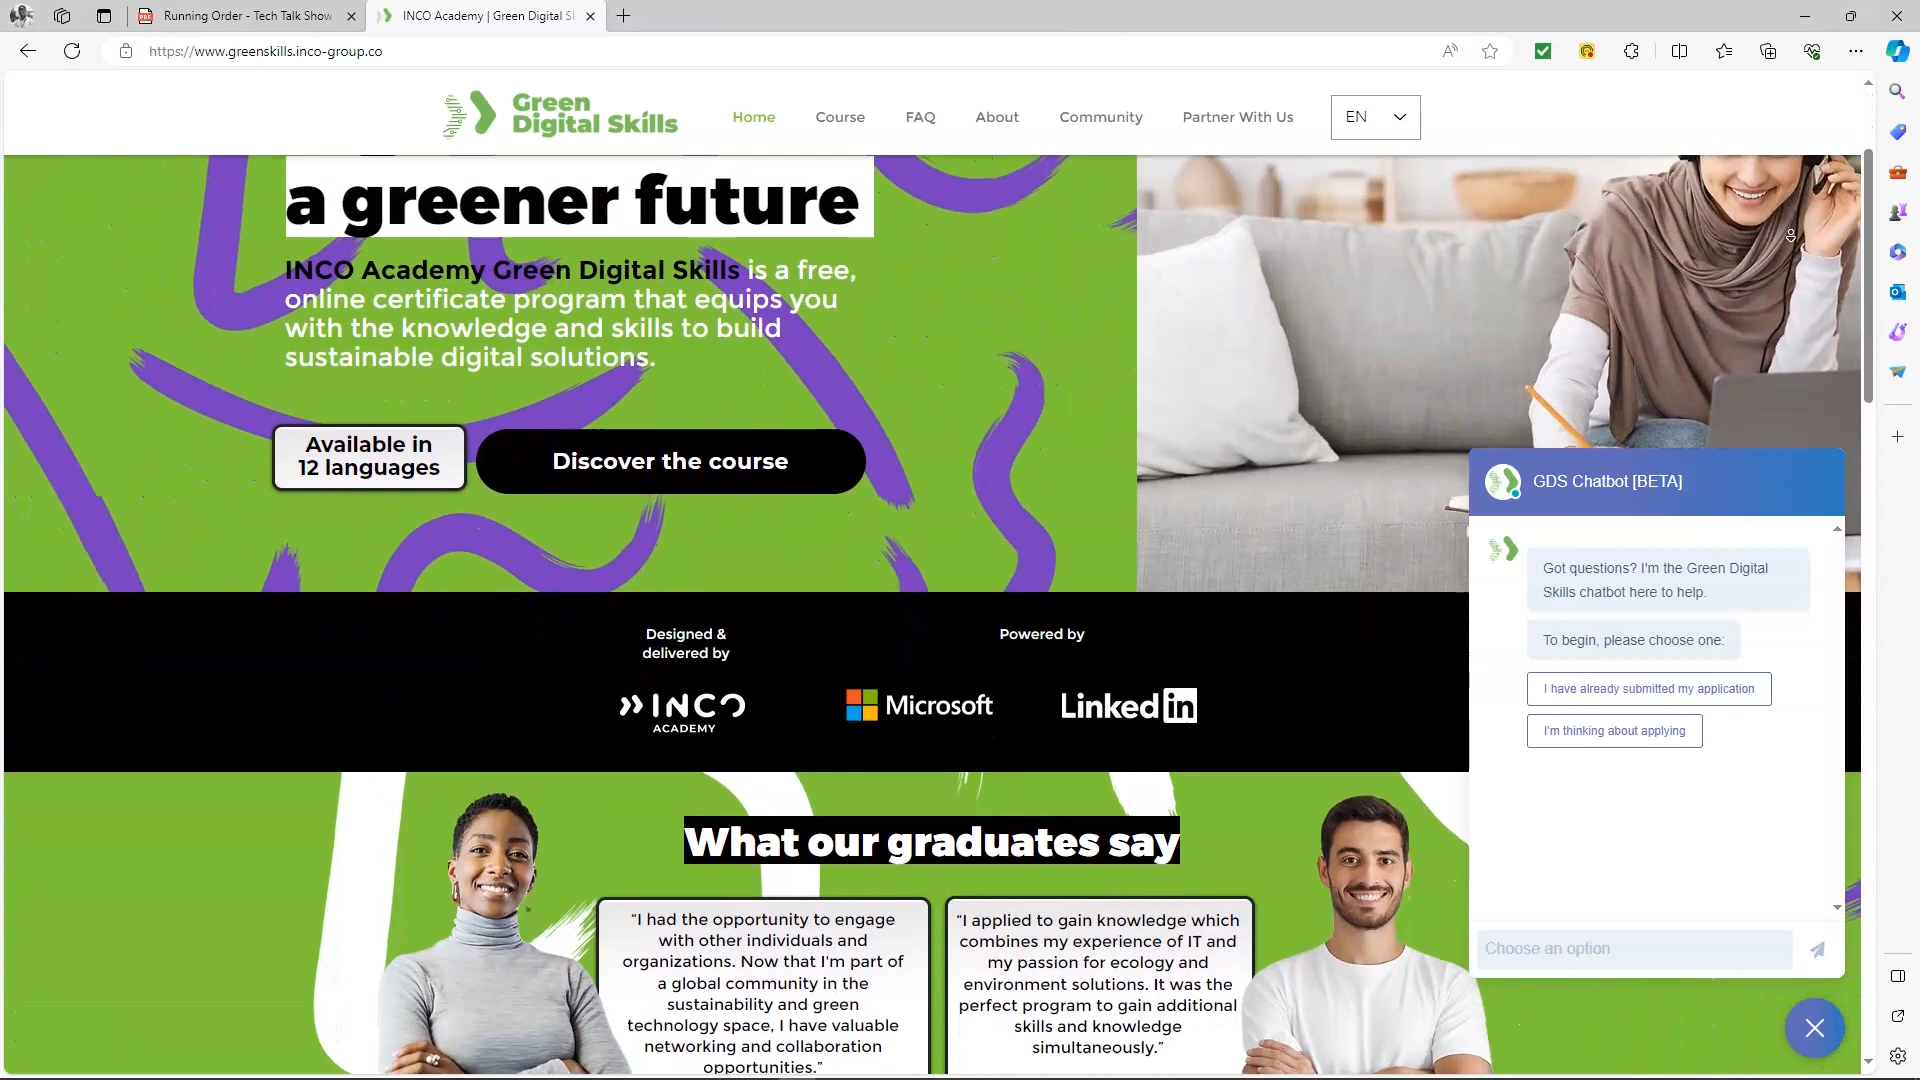 Running Order - Tech Talk Show
INCO Academy | Green Digital Sk
https://www.greenskills.inco-group.co
Green
Digital Skills
Home
Course
FAQ
About
Community
Partner With Us
EN
a greener future
INCO Academy Green Digital Skills is a free,
online certificate program that equips you
with the knowledge and skills to build
sustainable digital solutions.
Available in
12 languages
Discover the course
Designed &
delivered by
Powered by
INCO
ACADEMY
Microsoft
LinkedIn
What our graduates say
“I had the opportunity to engage
with other individuals and
organizations. Now that I'm part of
a global community in the
sustainability and green
technology space, I have valuable
networking and collaboration
opportunities.”
“I applied to gain knowledge which
combines my experience of IT and
my passion for ecology and
environment solutions. It was the
perfect program to gain additional
skills and knowledge
simultaneously.”
GDS Chatbot [BETA]
Got questions? I'm the Green Digital
Skills chatbot here to help.
To begin, please choose one:
I have already submitted my application
I'm thinking about applying
Choose an option